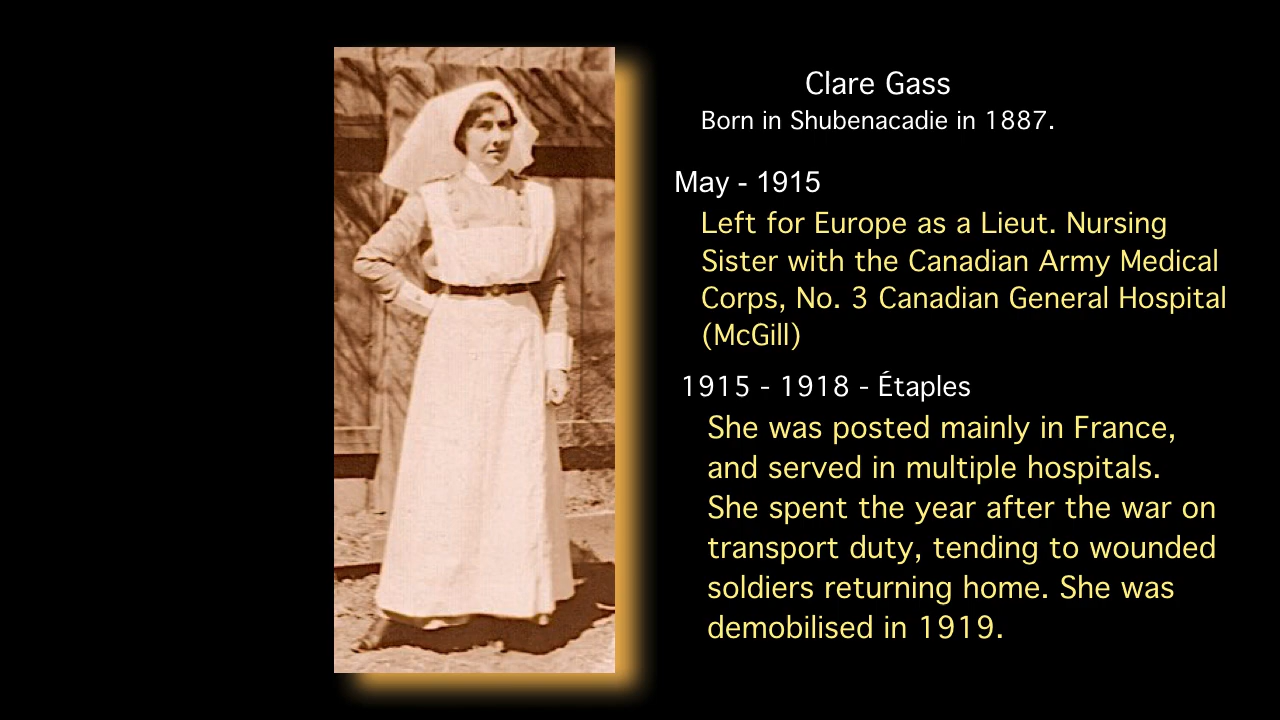 Clare Gass
Born in Shubenacadie in 1887.
May - 1915
Left for Europe as a Lieut. Nursing
Sister with the Canadian Army Medical
Corps, No. 3 Canadian General Hospital
(McGill)
1915 - 1918 - Étaples
She was posted mainly in France,
and served in multiple hospitals.
She spent the year after the war on
transport duty, tending to wounded
soldiers returning home. She was
demobilised in 1919.